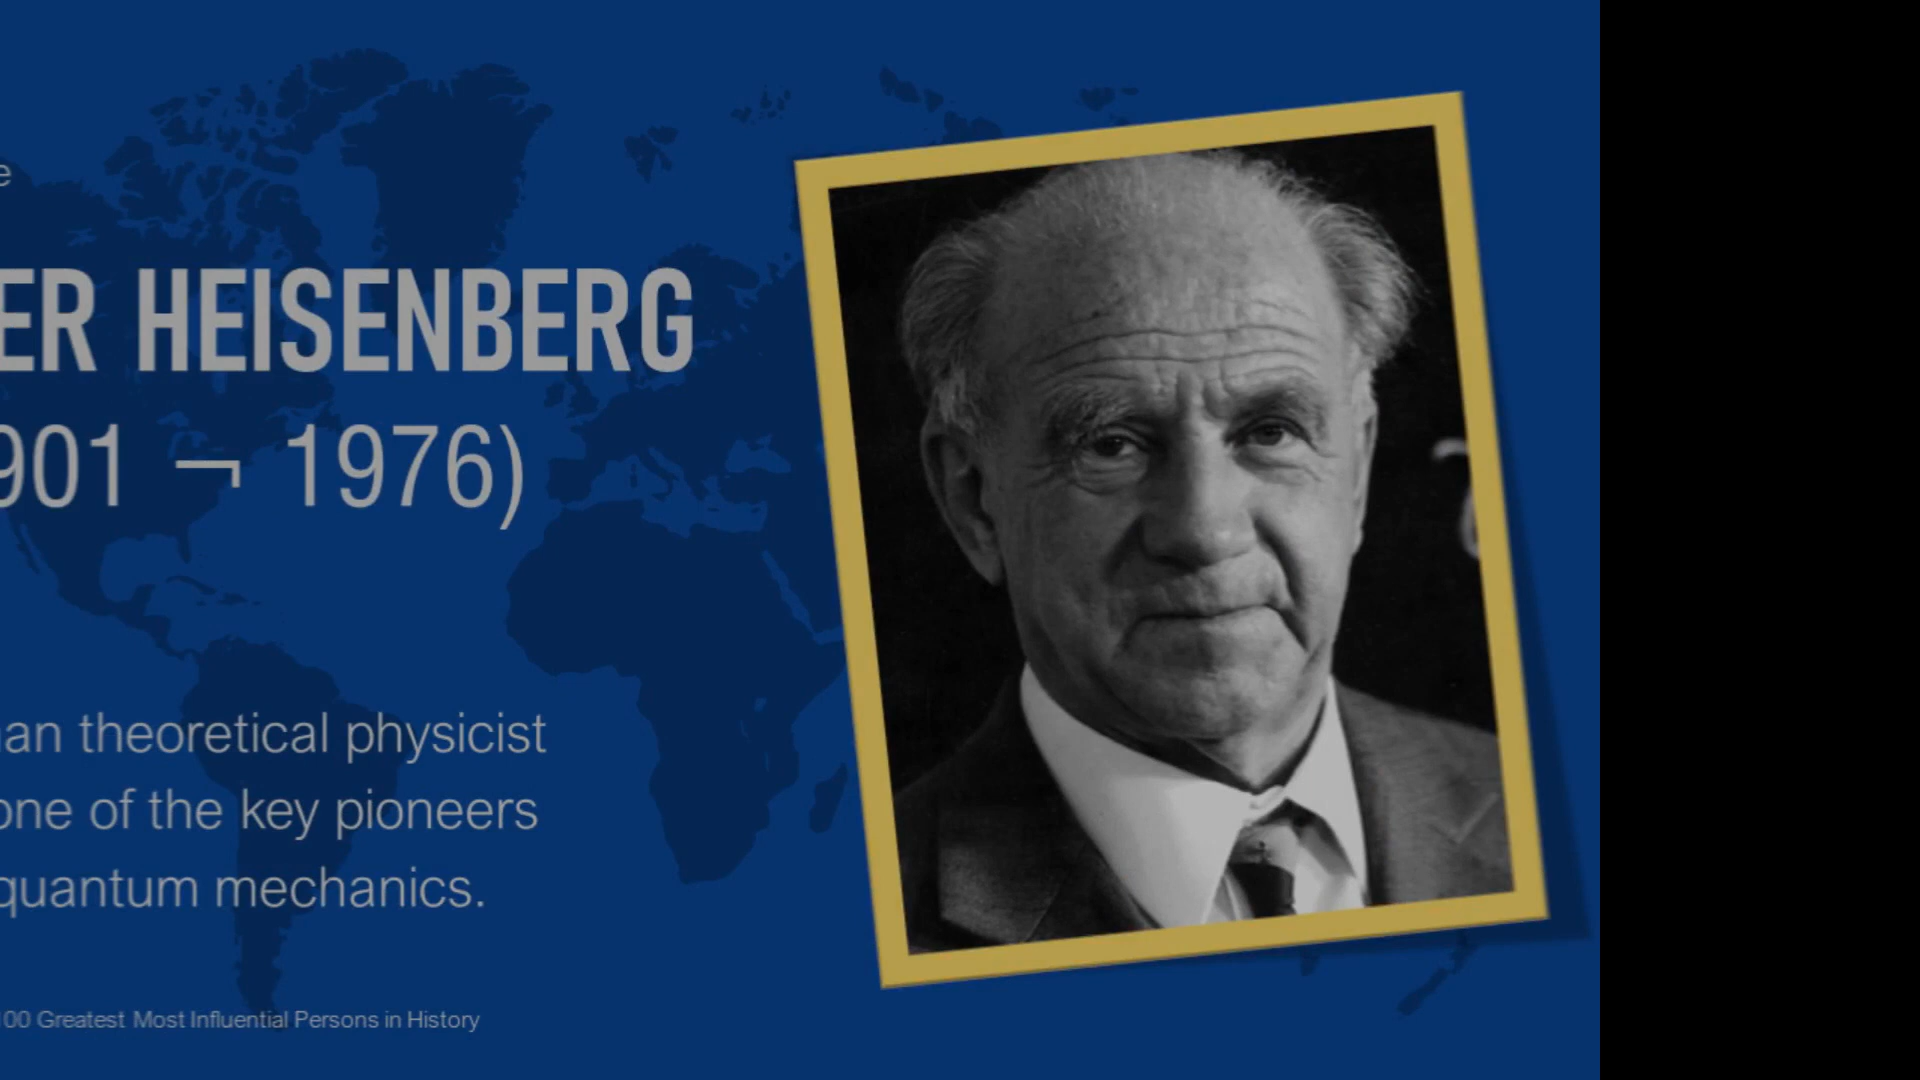 e
ER HEISENBERG
901 ¬ 1976)
an theoretical physicist
one of the key pioneers
quantum mechanics.
100 Greatest Most Influential Persons in History